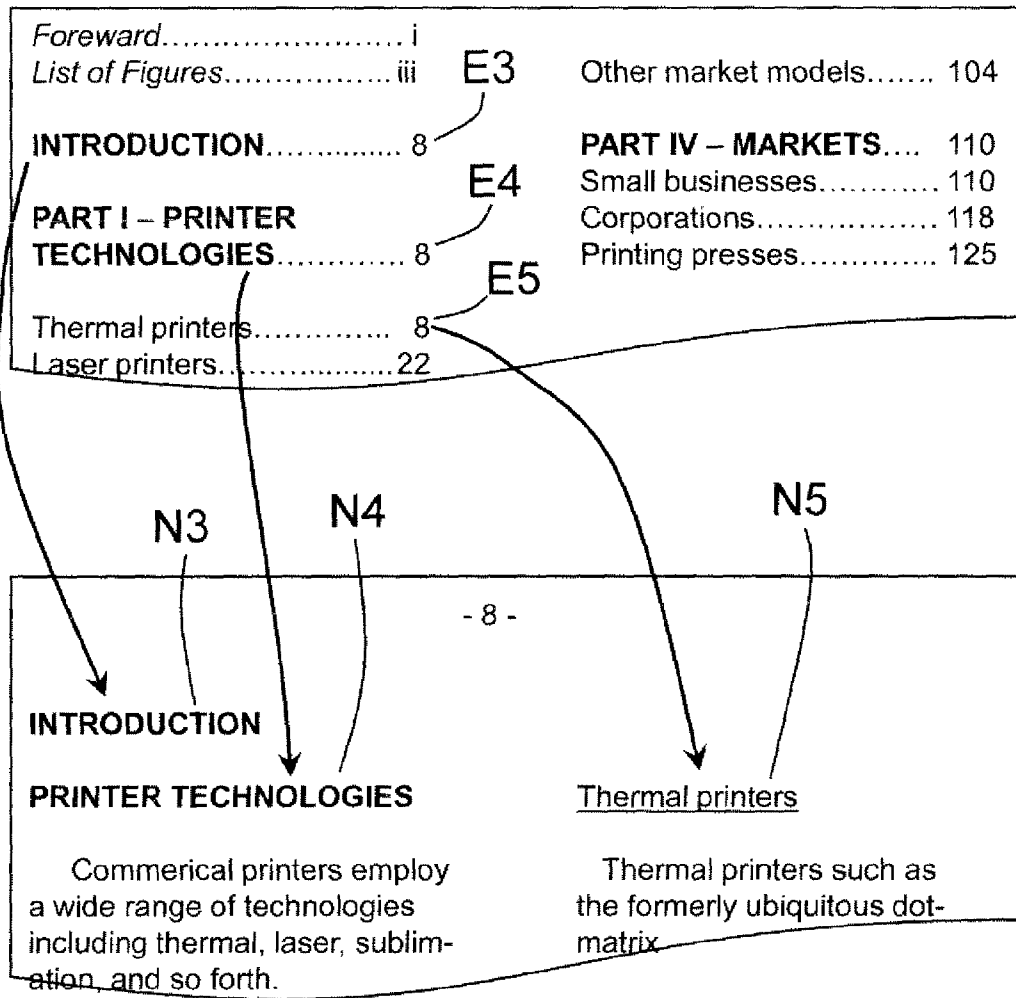 Foreward........................ i
List of Figures................. iii
E3
INTRODUCTION............... 8
E4
PART I – PRINTER
TECHNOLOGIES............. 8
E5
Thermal printers.............. 8
Laser printers....................22
Other market models....... 104
PART IV – MARKETS.... 110
Small businesses............ 110
Corporations.................. 118
Printing presses.............. 125
N3
N4
N5
- 8 -
INTRODUCTION
PRINTER TECHNOLOGIES
Commerical printers employ
a wide range of technologies
including thermal, laser, sublim-
ation, and so forth.
Thermal printers
Thermal printers such as
the formerly ubiquitous dot-
matrix